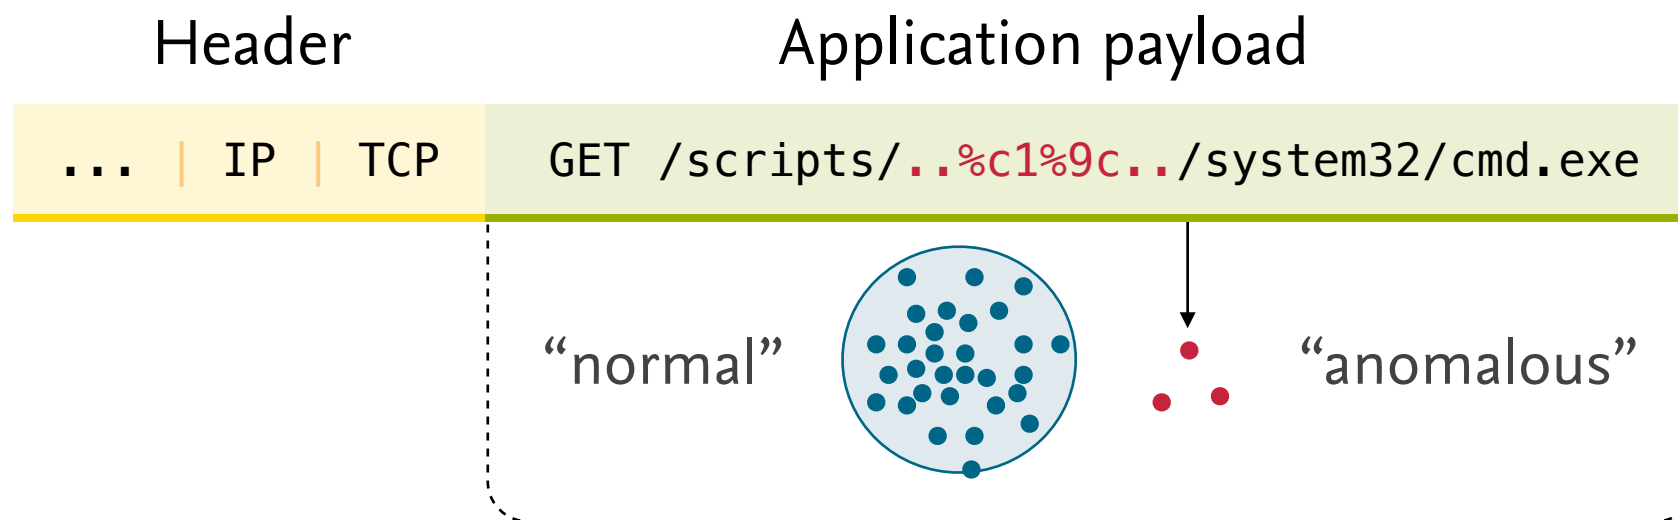 Header Application payload
... | IP | TCP GET /scripts/..%c1%9c../system32/cmd.exe
“normal” “anomalous”